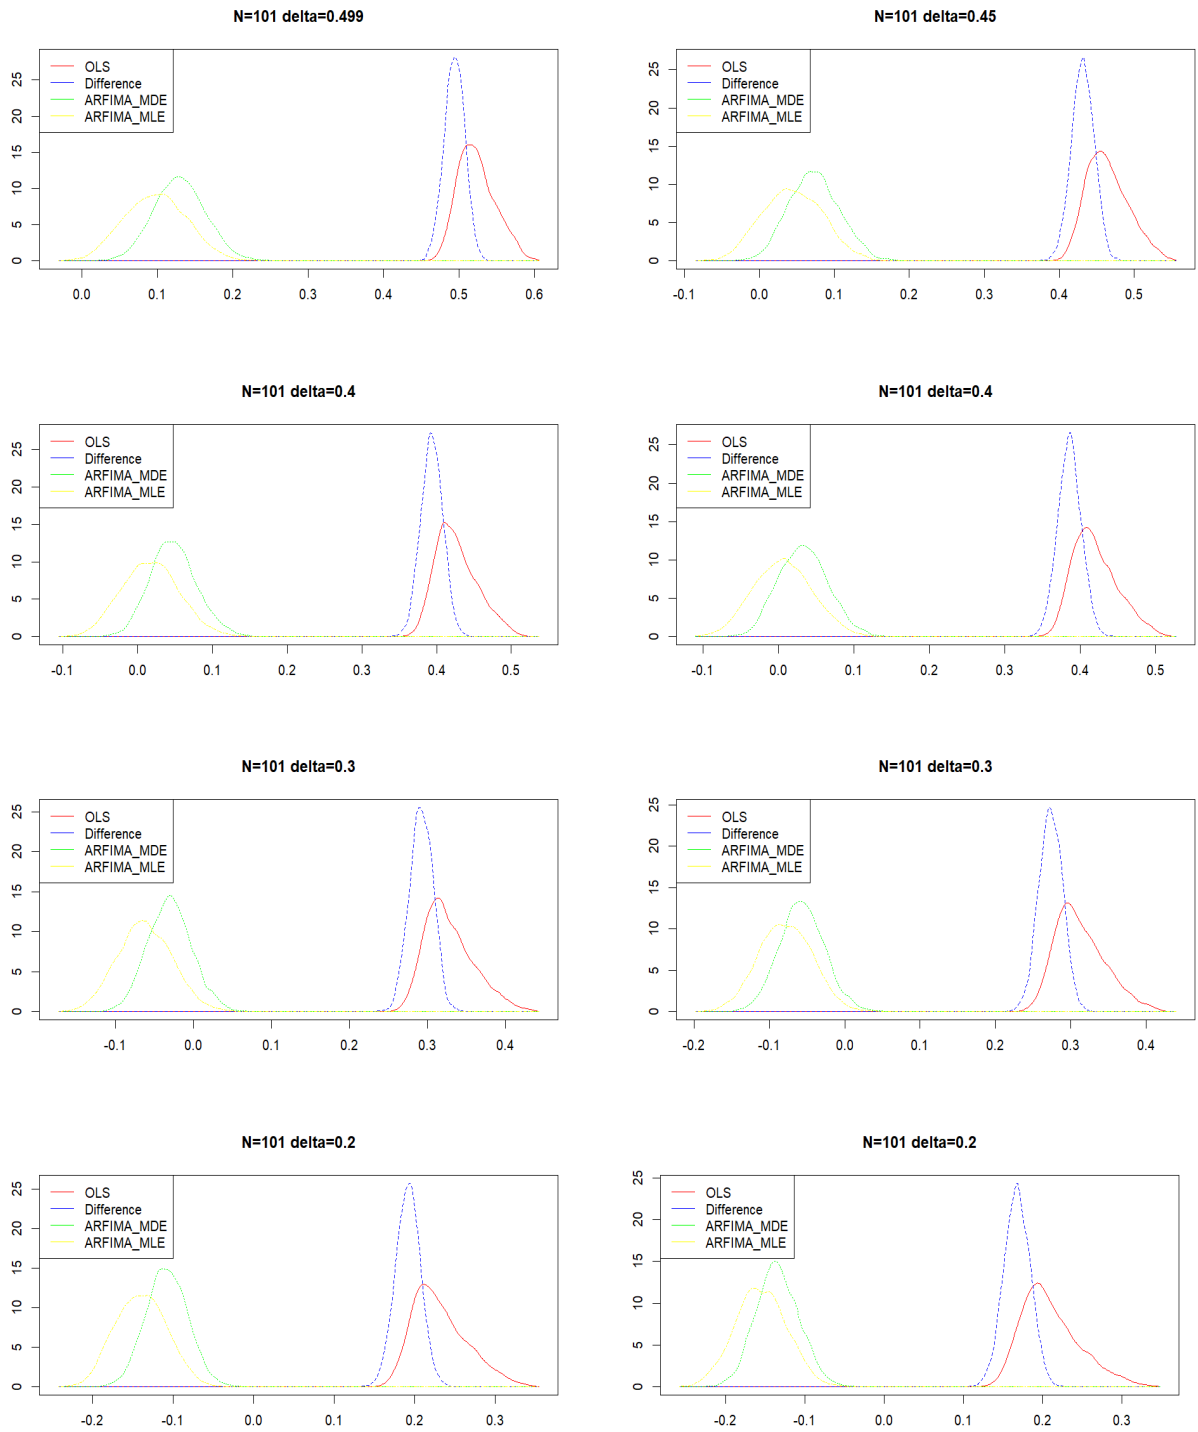 N=101 delta=0.499
OLS
Difference
ARFIMA_MDE
ARFIMA_MLE
0 5 10 15 20 25
0.0 0.1 0.2 0.3 0.4 0.5 0.6
N=101 delta=0.45
OLS
Difference
ARFIMA_MDE
ARFIMA_MLE
0 5 10 15 20 25
-0.1 0.0 0.1 0.2 0.3 0.4 0.5
N=101 delta=0.4
OLS
Difference
ARFIMA_MDE
ARFIMA_MLE
0 5 10 15 20 25
-0.1 0.0 0.1 0.2 0.3 0.4 0.5
N=101 delta=0.4
OLS
Difference
ARFIMA_MDE
ARFIMA_MLE
0 5 10 15 20 25
-0.1 0.0 0.1 0.2 0.3 0.4 0.5
N=101 delta=0.3
OLS
Difference
ARFIMA_MDE
ARFIMA_MLE
0 5 10 15 20 25
-0.1 0.0 0.1 0.2 0.3 0.4
N=101 delta=0.3
OLS
Difference
ARFIMA_MDE
ARFIMA_MLE
0 5 10 15 20 25
-0.2 -0.1 0.0 0.1 0.2 0.3 0.4
N=101 delta=0.2
OLS
Difference
ARFIMA_MDE
ARFIMA_MLE
0 5 10 15 20 25
-0.2 -0.1 0.0 0.1 0.2 0.3
N=101 delta=0.2
OLS
Difference
ARFIMA_MDE
ARFIMA_MLE
0 5 10 15 20 25
-0.2 -0.1 0.0 0.1 0.2 0.3